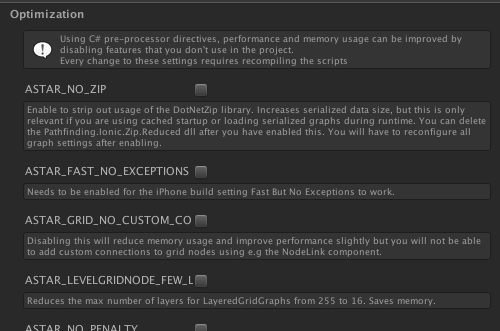 Optimization
Using C# pre-processor directives, performance and memory usage can be improved by
disabling features that you don't use in the project.
Every change to these settings requires recompiling the scripts
ASTAR_NO_ZIP
Enable to strip out usage of the DotNetZip library. Increases serialized data size, but this is only
relevant if you are using cached startup or loading serialized graphs during runtime. You can delete
the Pathfinding.Ionic.Zip.Reduced dll after you have enabled this. You will have to reconfigure all
graph settings after enabling.
ASTAR_FAST_NO_EXCEPTIONS
Needs to be enabled for the iPhone build setting Fast But No Exceptions to work.
ASTAR_GRID_NO_CUSTOM_CO
Disabling this will reduce memory usage and improve performance slightly but you will not be able
to add custom connections to grid nodes using e.g the NodeLink component.
ASTAR_LEVELGRIDNODE_FEW_L
Reduces the max number of layers for LayeredGridGraphs from 255 to 16. Saves memory.
ASTAR_NO_PENALTY